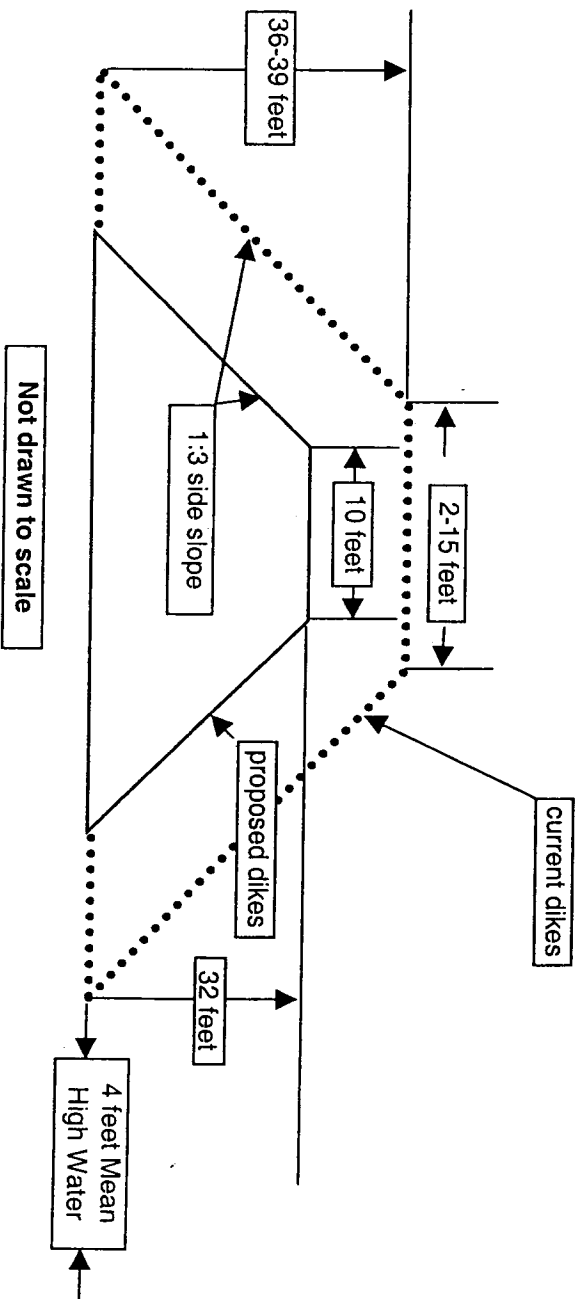 current dikes
2-15 feet
36-39 feet
10 feet
1:3 side slope
proposed dikes
32 feet
4 feet Mean
High Water
Not drawn to scale